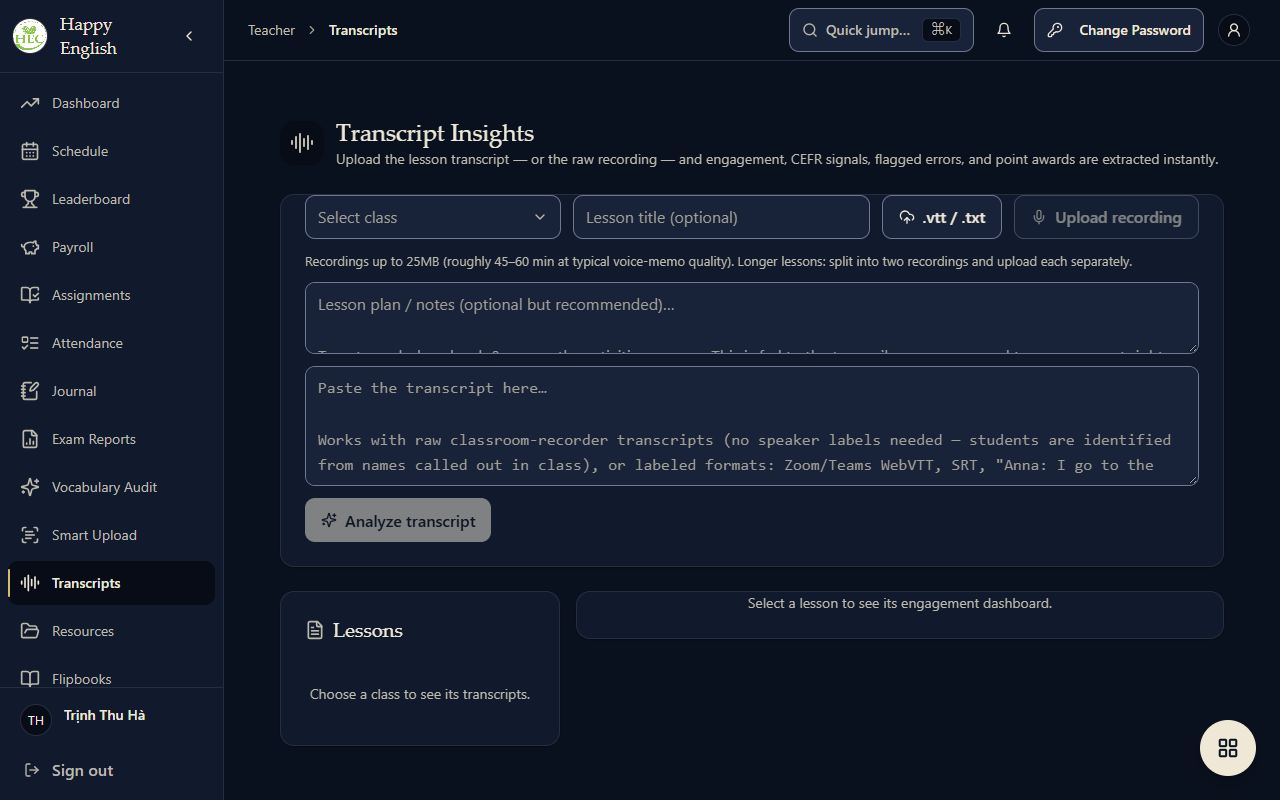 HEC
Happy
English
Dashboard
Schedule
Leaderboard
Payroll
Assignments
Attendance
Journal
Exam Reports
Vocabulary Audit
Smart Upload
Transcripts
Resources
Flipbooks
TH
Trịnh Thu Hà
Sign out
Teacher
Transcripts
Quick jump...
⌘K
Change Password
Transcript Insights
Upload the lesson transcript — or the raw recording — and engagement, CEFR signals, flagged errors, and point awards are extracted instantly.
Select class
Lesson title (optional)
.vtt / .txt
Upload recording
Recordings up to 25MB (roughly 45–60 min at typical voice-memo quality). Longer lessons: split into two recordings and upload each separately.
Lesson plan / notes (optional but recommended)...
Paste the transcript here…
Works with raw classroom-recorder transcripts (no speaker labels needed — students are identified
from names called out in class), or labeled formats: Zoom/Teams WebVTT, SRT, "Anna: I go to the
Analyze transcript
Lessons
Choose a class to see its transcripts.
Select a lesson to see its engagement dashboard.